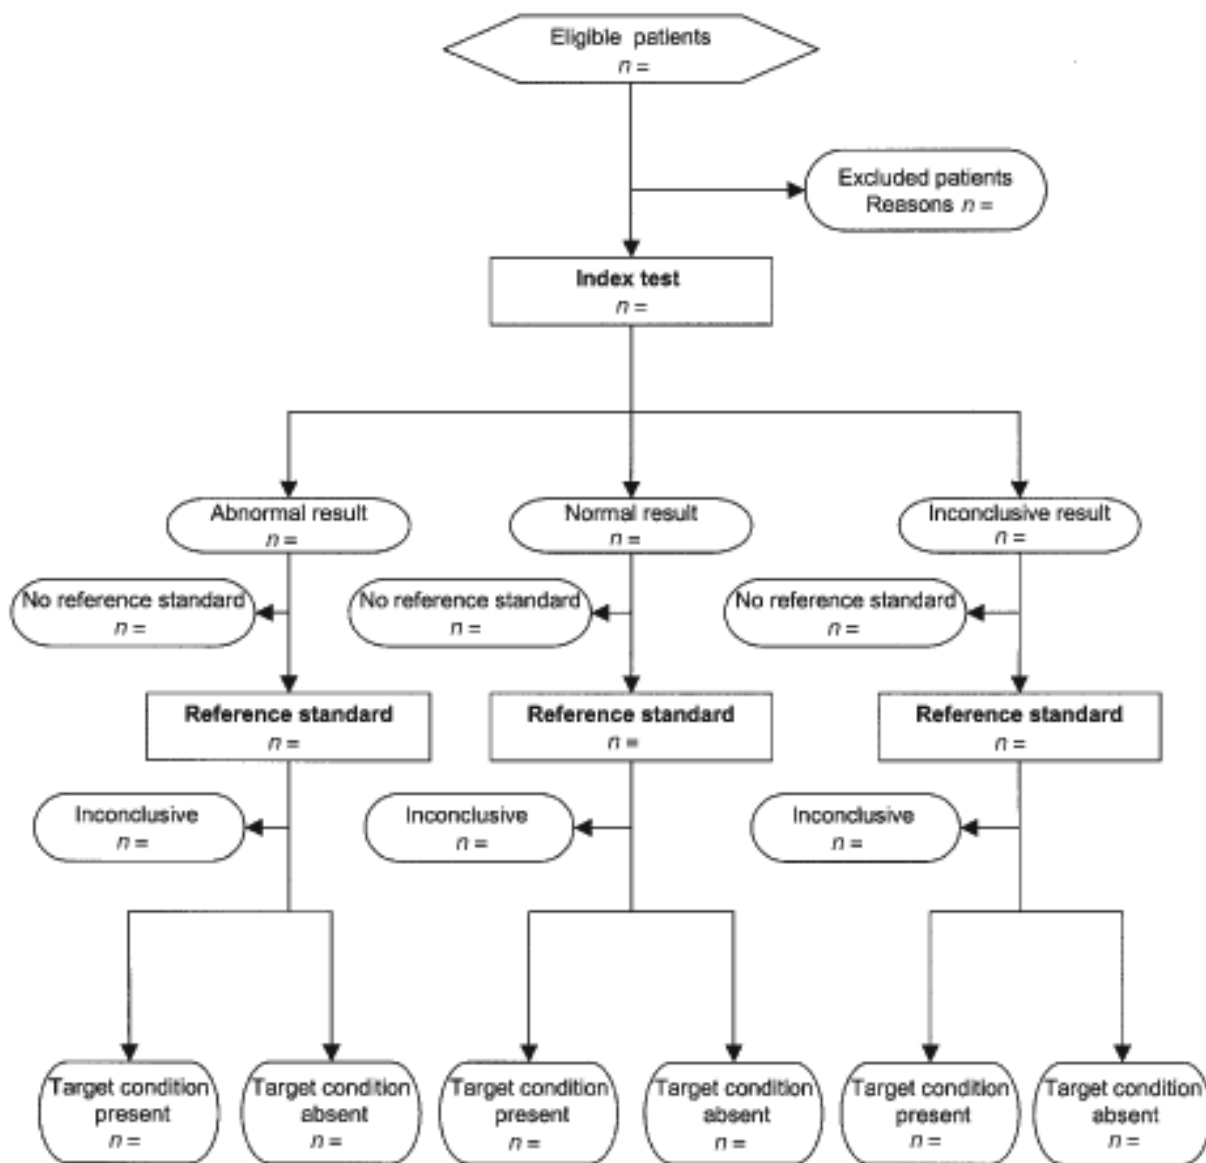 Eligible patients
n =
Excluded patients
Reasons n =
Index test
n =
Abnormal result
n =
Normal result
n =
Inconclusive result
n =
No reference standard
n =
No reference standard
n =
No reference standard
n =
Reference standard
n =
Reference standard
n =
Reference standard
n =
Inconclusive
n =
Inconclusive
n =
Inconclusive
n =
Target condition
present
n =
Target condition
absent
n =
Target condition
present
n =
Target condition
absent
n =
Target condition
present
n =
Target condition
absent
n =